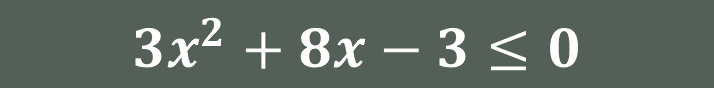 3x² + 8x − 3 ≤ 0